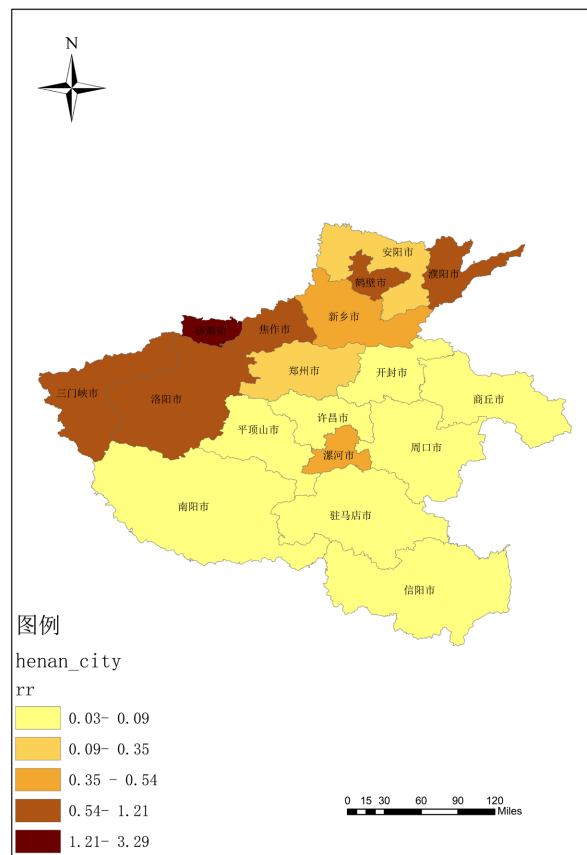 N
安阳市
濮阳市
鹤壁市
新乡市
焦作市
济源市
郑州市
开封市
三门峡市
洛阳市
商丘市
许昌市
平顶山市
周口市
漯河市
南阳市
驻马店市
信阳市
图例
henan_city
rr
0.03- 0.09
0.09- 0.35
0.35 - 0.54
0.54- 1.21
1.21- 3.29
0 15 30 60 90 120
Miles